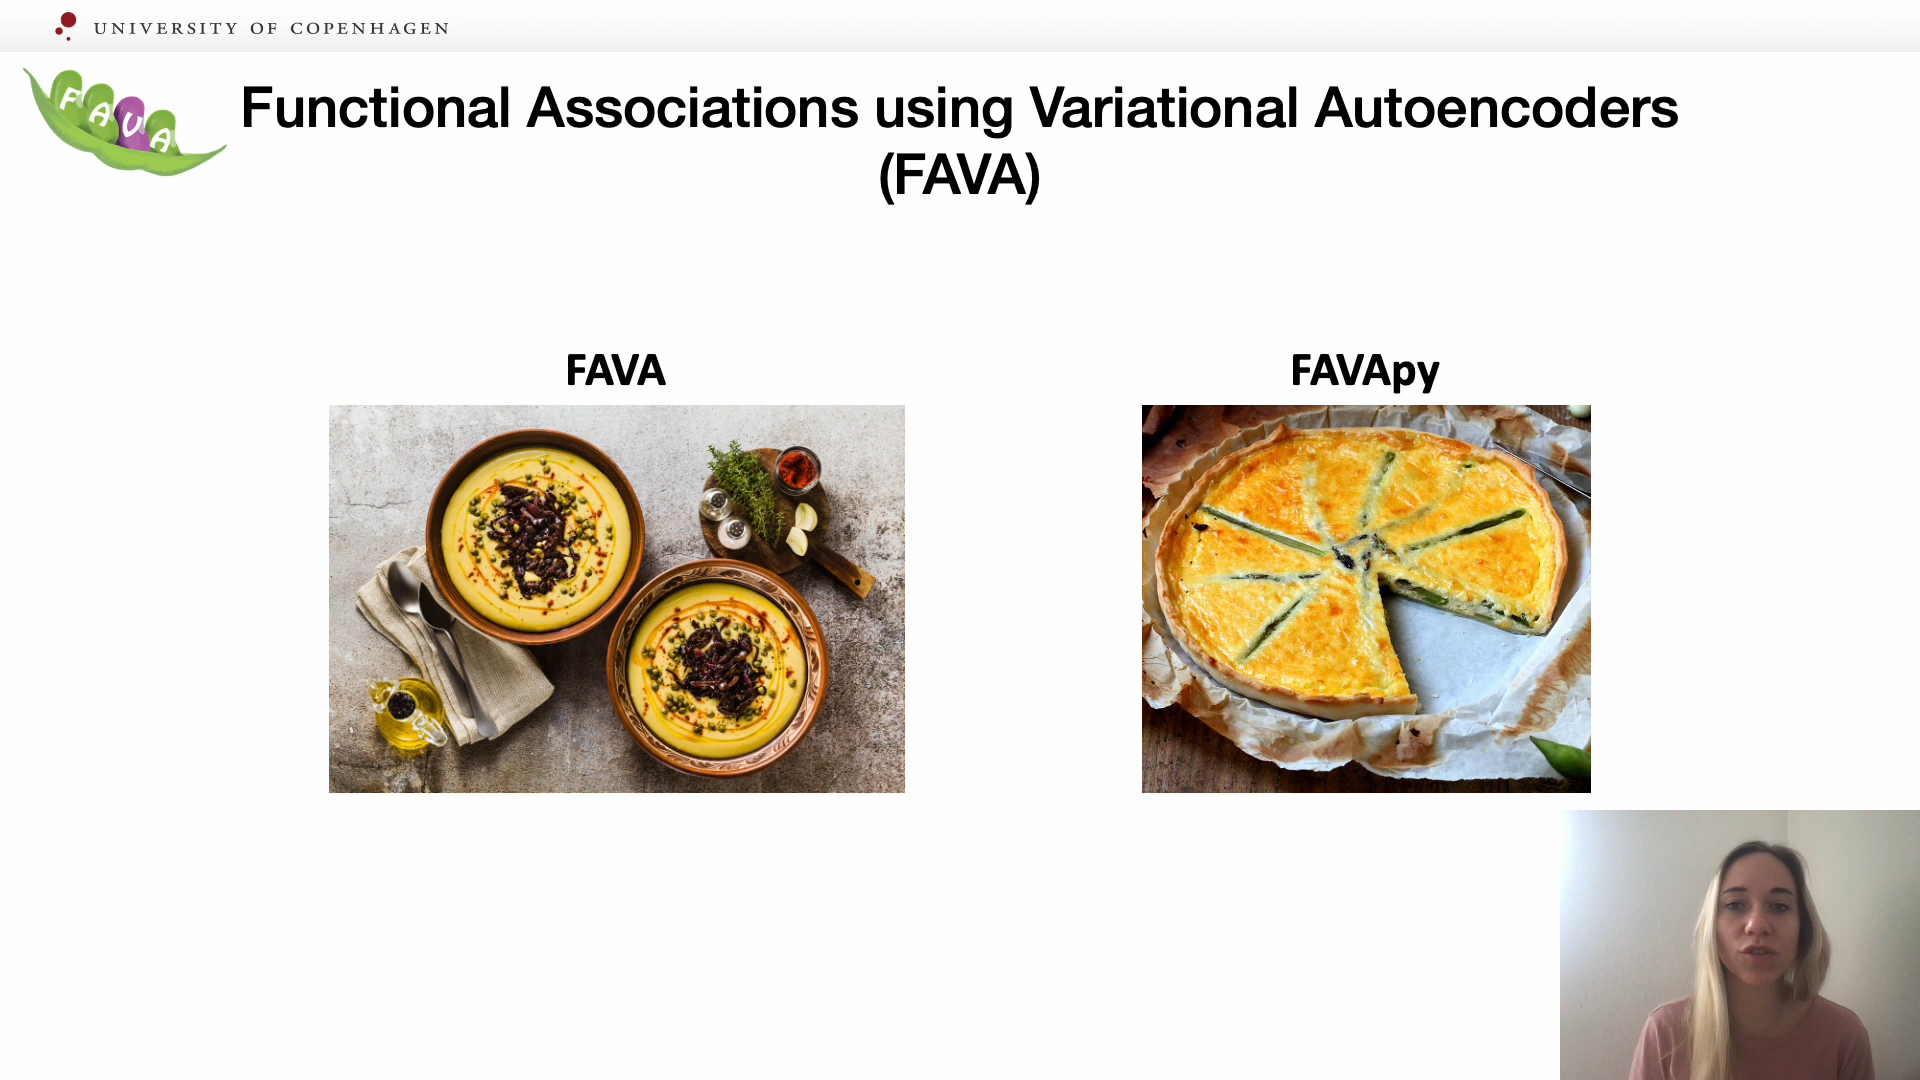 UNIVERSITY OF COPENHAGEN
FAVA
Functional Associations using Variational Autoencoders
(FAVA)
FAVA
FAVApy